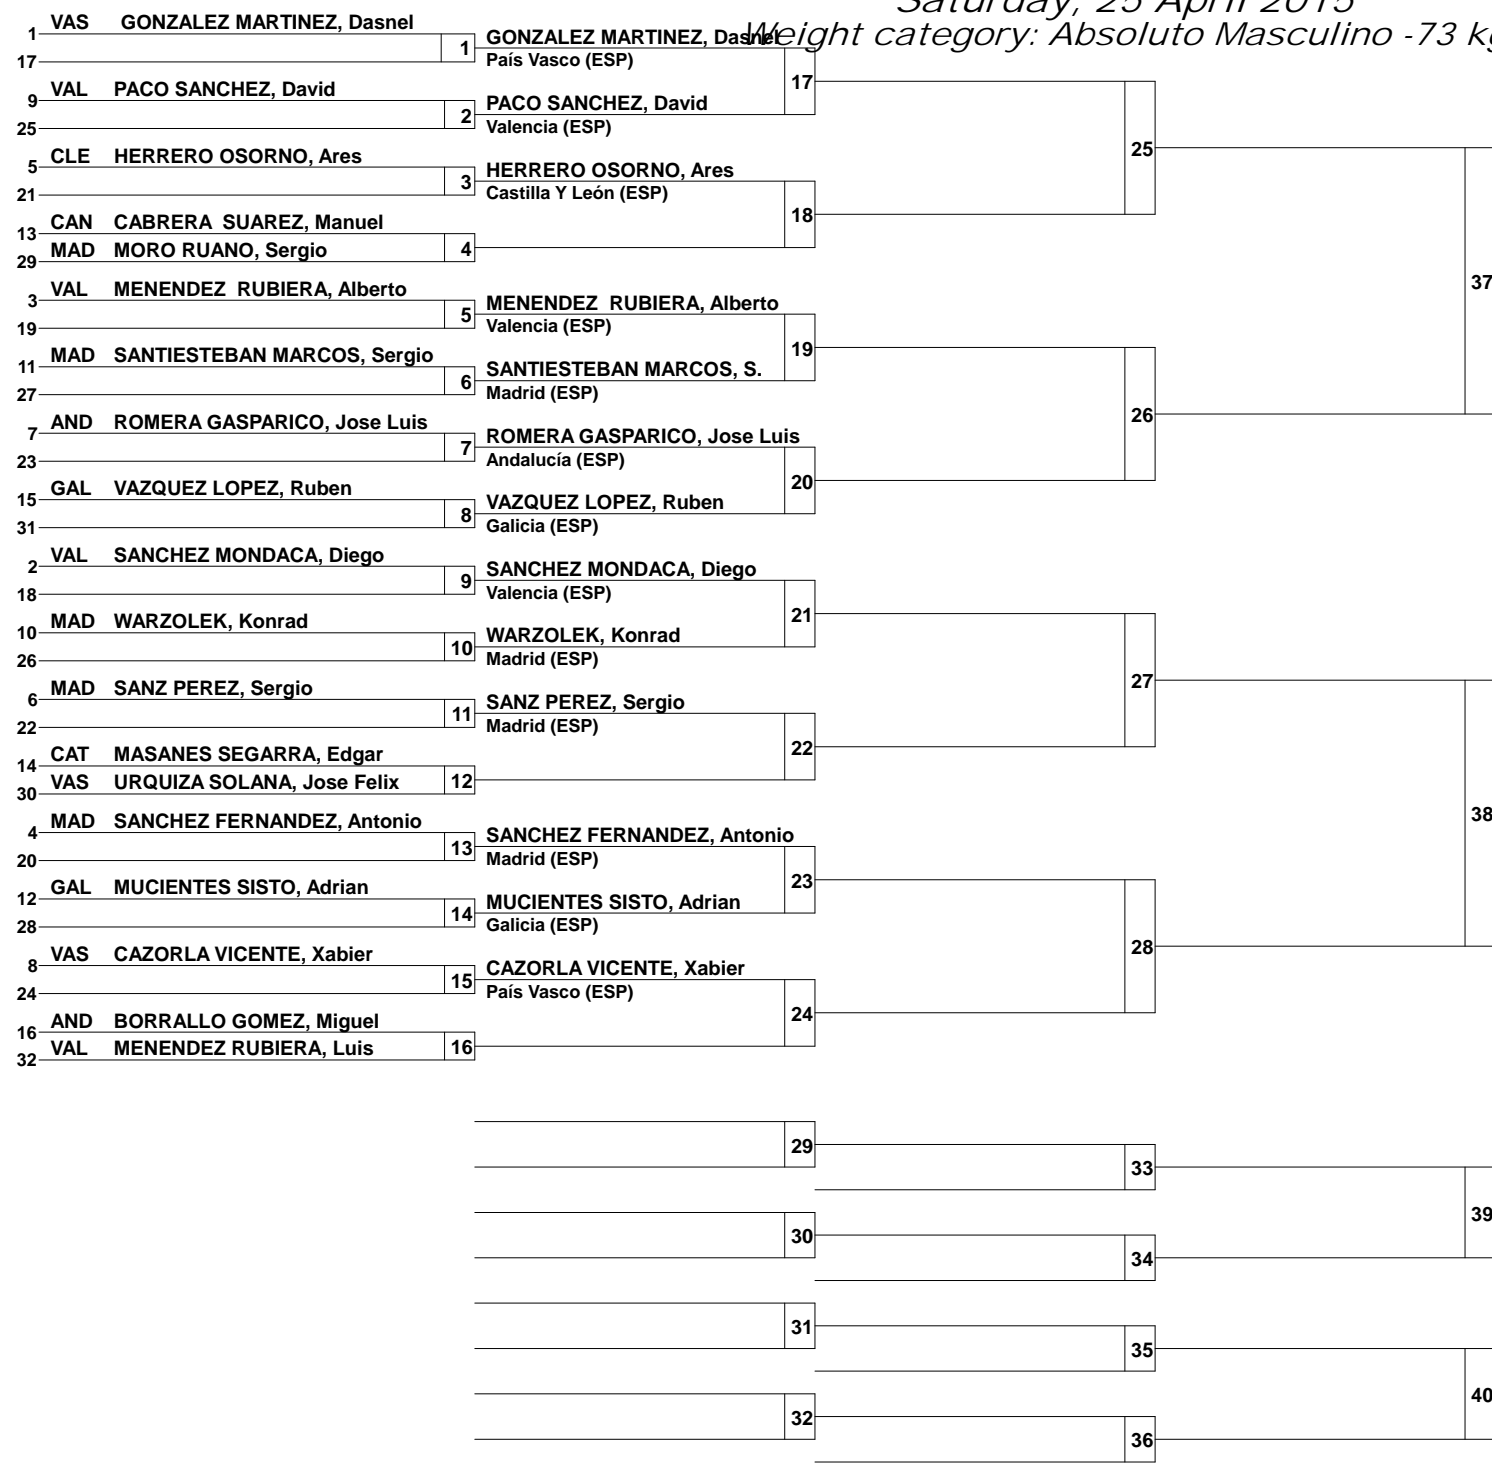 Saturday, 25 April 2015
Weight category: Absoluto Masculino -73 kg
1 VAS GONZALEZ MARTINEZ, Dasnel
17
1
GONZALEZ MARTINEZ, Dasnel
País Vasco (ESP)
17
9 VAL PACO SANCHEZ, David
25
2
PACO SANCHEZ, David
Valencia (ESP)
25
5 CLE HERRERO OSORNO, Ares
21
3
HERRERO OSORNO, Ares
Castilla Y León (ESP)
18
13 CAN CABRERA SUAREZ, Manuel
29 MAD MORO RUANO, Sergio
4
37
3 VAL MENENDEZ RUBIERA, Alberto
19
5
MENENDEZ RUBIERA, Alberto
Valencia (ESP)
19
11 MAD SANTIESTEBAN MARCOS, Sergio
27
6
SANTIESTEBAN MARCOS, S.
Madrid (ESP)
26
7 AND ROMERA GASPARICO, Jose Luis
23
7
ROMERA GASPARICO, Jose Luis
Andalucía (ESP)
20
15 GAL VAZQUEZ LOPEZ, Ruben
31
8
VAZQUEZ LOPEZ, Ruben
Galicia (ESP)
2 VAL SANCHEZ MONDACA, Diego
18
9
SANCHEZ MONDACA, Diego
Valencia (ESP)
21
10 MAD WARZOLEK, Konrad
26
10
WARZOLEK, Konrad
Madrid (ESP)
27
6 MAD SANZ PEREZ, Sergio
22
11
SANZ PEREZ, Sergio
Madrid (ESP)
22
14 CAT MASANES SEGARRA, Edgar
30 VAS URQUIZA SOLANA, Jose Felix
12
38
4 MAD SANCHEZ FERNANDEZ, Antonio
20
13
SANCHEZ FERNANDEZ, Antonio
Madrid (ESP)
23
12 GAL MUCIENTES SISTO, Adrian
28
14
MUCIENTES SISTO, Adrian
Galicia (ESP)
28
8 VAS CAZORLA VICENTE, Xabier
24
15
CAZORLA VICENTE, Xabier
País Vasco (ESP)
24
16 AND BORRALLO GOMEZ, Miguel
32 VAL MENENDEZ RUBIERA, Luis
16
29
33
39
30
34
31
35
40
32
36